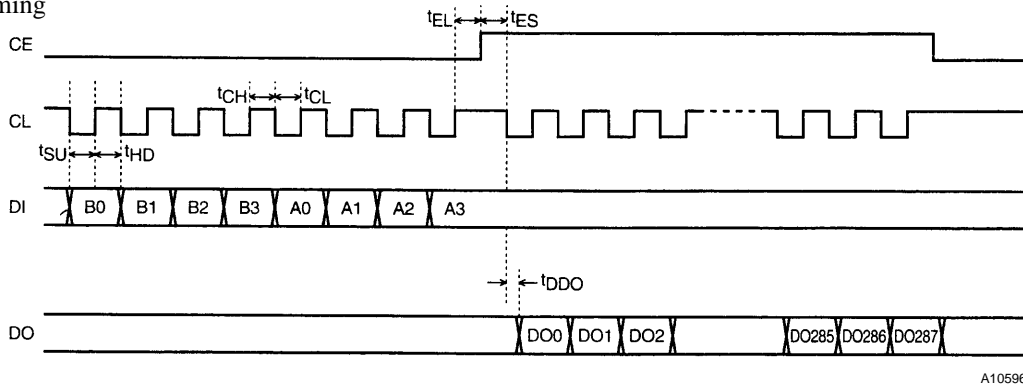 ming
tEL tES
CE
tCH tCL
CL
tSU tHD
DI B0 B1 B2 B3 A0 A1 A2 A3
tDDO
DO DO0 DO1 DO2 DO285 DO286 DO287
A10596